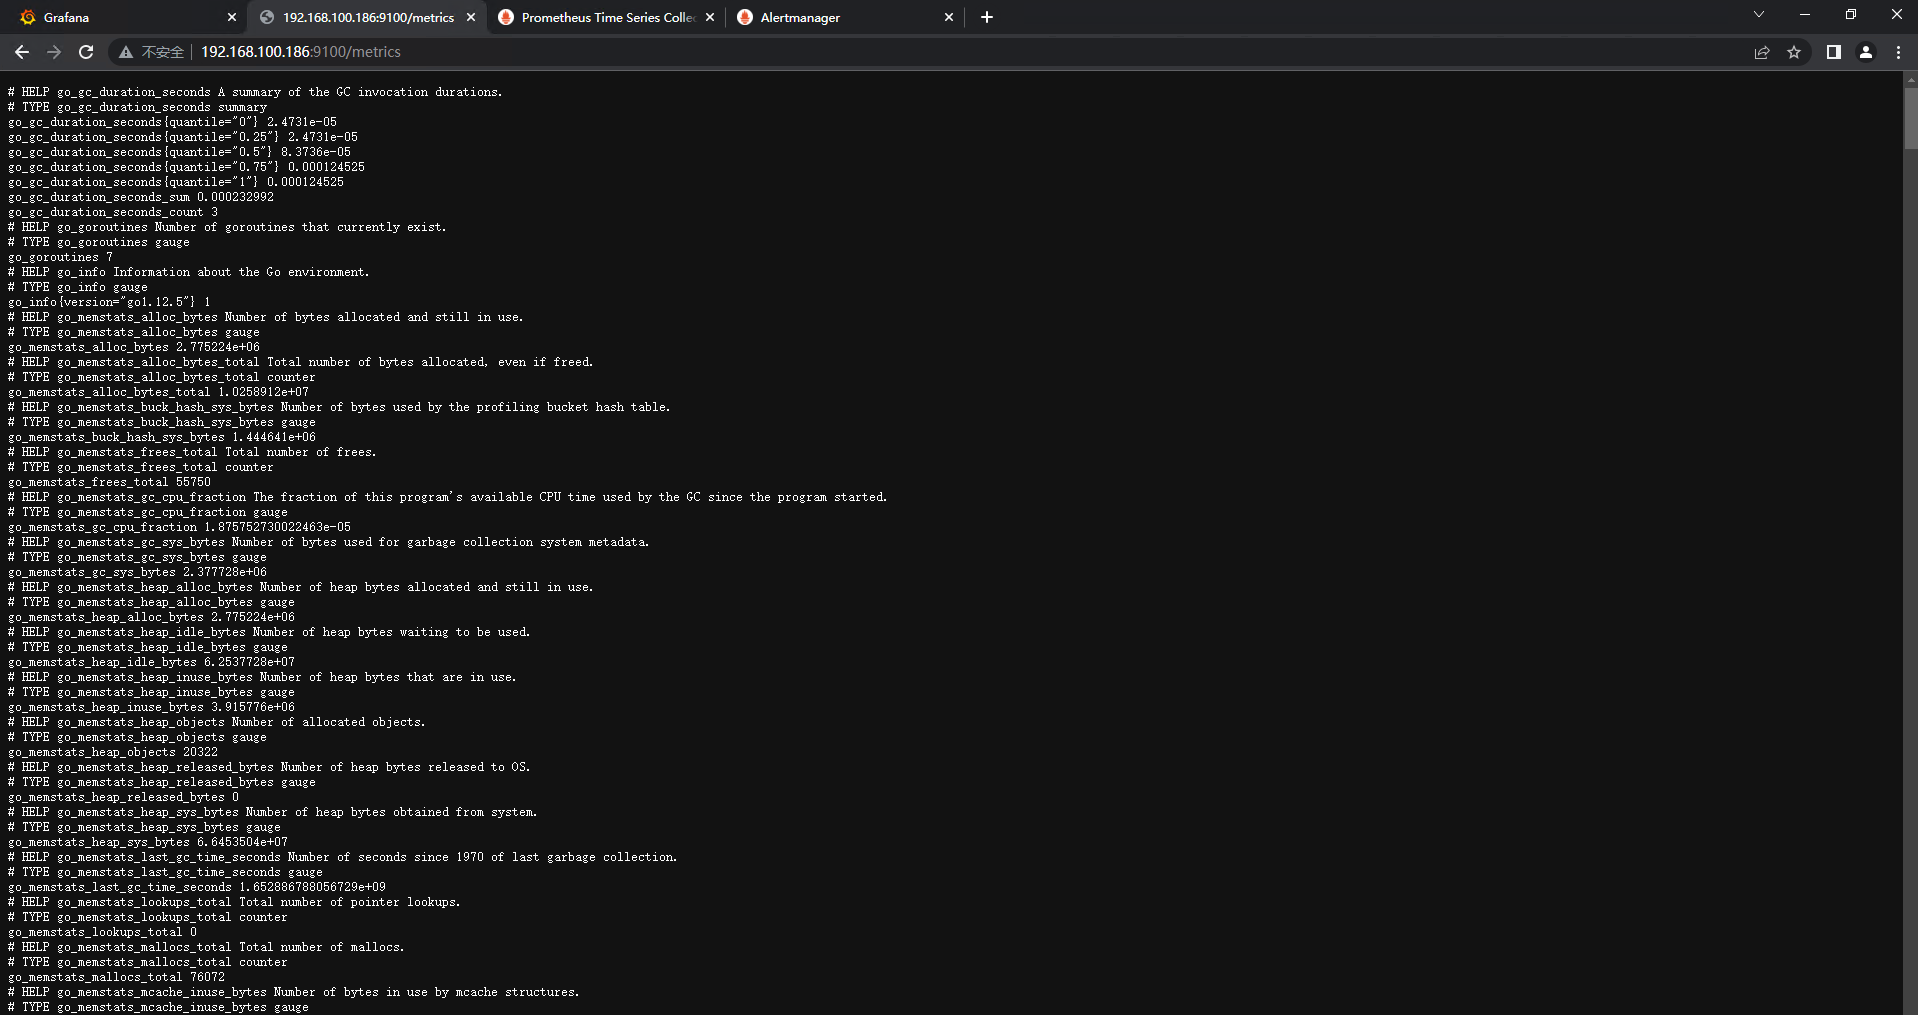 Grafana
192.168.100.186:9100/metrics
Prometheus Time Series Collec
Alertmanager
不安全
192.168.100.186:9100/metrics
# HELP go_gc_duration_seconds A summary of the GC invocation durations.
# TYPE go_gc_duration_seconds summary
go_gc_duration_seconds{quantile="0"} 2.4731e-05
go_gc_duration_seconds{quantile="0.25"} 2.4731e-05
go_gc_duration_seconds{quantile="0.5"} 8.3736e-05
go_gc_duration_seconds{quantile="0.75"} 0.000124525
go_gc_duration_seconds{quantile="1"} 0.000124525
go_gc_duration_seconds_sum 0.000232992
go_gc_duration_seconds_count 3
# HELP go_goroutines Number of goroutines that currently exist.
# TYPE go_goroutines gauge
go_goroutines 7
# HELP go_info Information about the Go environment.
# TYPE go_info gauge
go_info{version="go1.12.5"} 1
# HELP go_memstats_alloc_bytes Number of bytes allocated and still in use.
# TYPE go_memstats_alloc_bytes gauge
go_memstats_alloc_bytes 2.775224e+06
# HELP go_memstats_alloc_bytes_total Total number of bytes allocated, even if freed.
# TYPE go_memstats_alloc_bytes_total counter
go_memstats_alloc_bytes_total 1.0258912e+07
# HELP go_memstats_buck_hash_sys_bytes Number of bytes used by the profiling bucket hash table.
# TYPE go_memstats_buck_hash_sys_bytes gauge
go_memstats_buck_hash_sys_bytes 1.444641e+06
# HELP go_memstats_frees_total Total number of frees.
# TYPE go_memstats_frees_total counter
go_memstats_frees_total 55750
# HELP go_memstats_gc_cpu_fraction The fraction of this program's available CPU time used by the GC since the program started.
# TYPE go_memstats_gc_cpu_fraction gauge
go_memstats_gc_cpu_fraction 1.875752730022463e-05
# HELP go_memstats_gc_sys_bytes Number of bytes used for garbage collection system metadata.
# TYPE go_memstats_gc_sys_bytes gauge
go_memstats_gc_sys_bytes 2.377728e+06
# HELP go_memstats_heap_alloc_bytes Number of heap bytes allocated and still in use.
# TYPE go_memstats_heap_alloc_bytes gauge
go_memstats_heap_alloc_bytes 2.775224e+06
# HELP go_memstats_heap_idle_bytes Number of heap bytes waiting to be used.
# TYPE go_memstats_heap_idle_bytes gauge
go_memstats_heap_idle_bytes 6.2537728e+07
# HELP go_memstats_heap_inuse_bytes Number of heap bytes that are in use.
# TYPE go_memstats_heap_inuse_bytes gauge
go_memstats_heap_inuse_bytes 3.915776e+06
# HELP go_memstats_heap_objects Number of allocated objects.
# TYPE go_memstats_heap_objects gauge
go_memstats_heap_objects 20322
# HELP go_memstats_heap_released_bytes Number of heap bytes released to OS.
# TYPE go_memstats_heap_released_bytes gauge
go_memstats_heap_released_bytes 0
# HELP go_memstats_heap_sys_bytes Number of heap bytes obtained from system.
# TYPE go_memstats_heap_sys_bytes gauge
go_memstats_heap_sys_bytes 6.6453504e+07
# HELP go_memstats_last_gc_time_seconds Number of seconds since 1970 of last garbage collection.
# TYPE go_memstats_last_gc_time_seconds gauge
go_memstats_last_gc_time_seconds 1.652886788056729e+09
# HELP go_memstats_lookups_total Total number of pointer lookups.
# TYPE go_memstats_lookups_total counter
go_memstats_lookups_total 0
# HELP go_memstats_mallocs_total Total number of mallocs.
# TYPE go_memstats_mallocs_total counter
go_memstats_mallocs_total 76072
# HELP go_memstats_mcache_inuse_bytes Number of bytes in use by mcache structures.
# TYPE go_memstats_mcache_inuse_bytes gauge